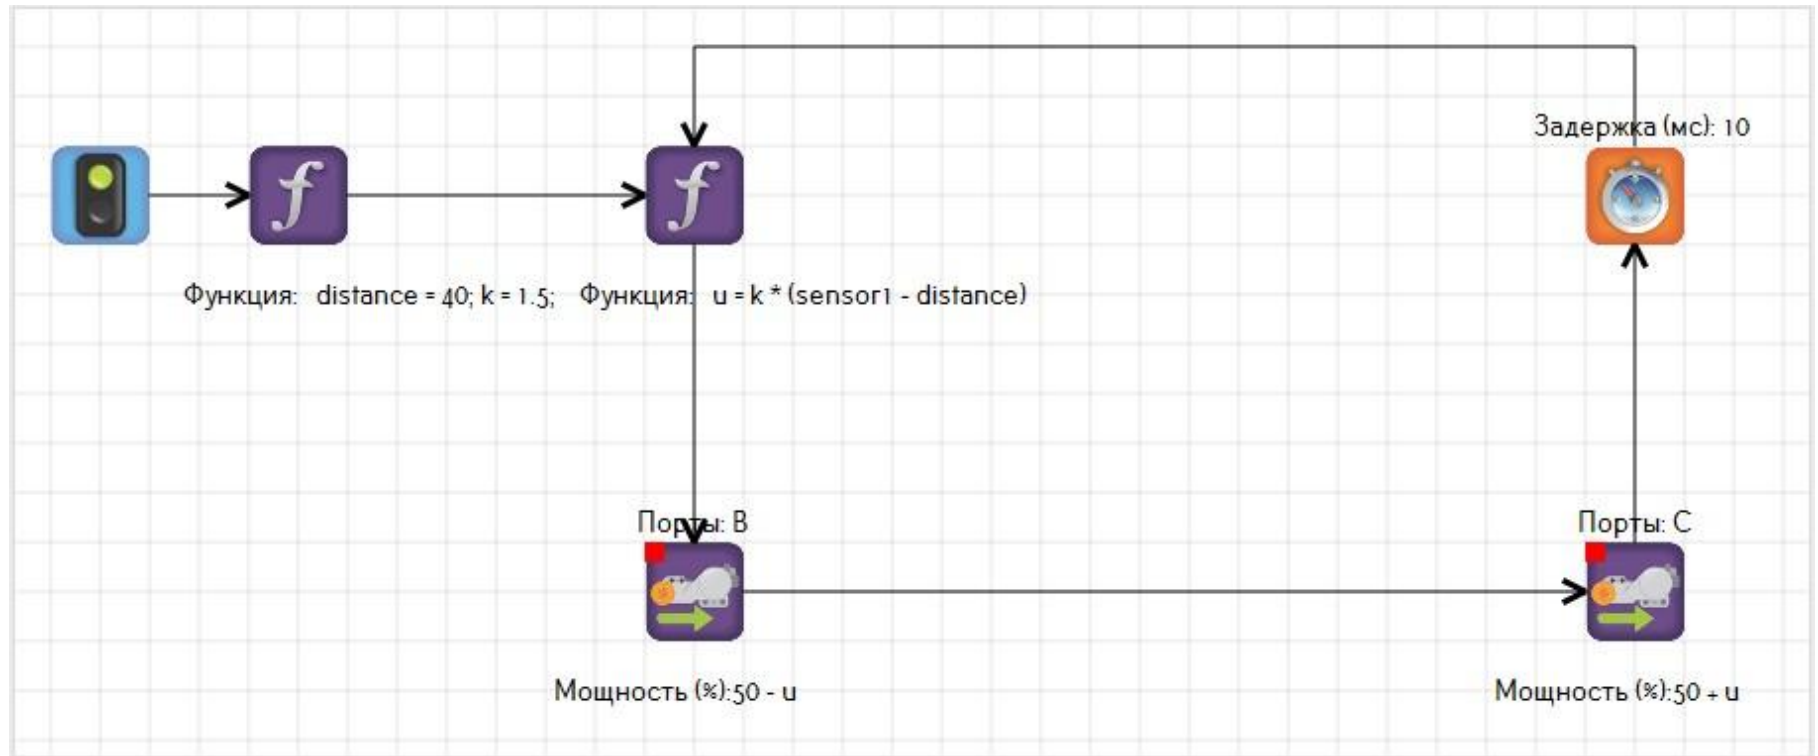 Задержка (мс): 10
Функция: distance = 40; k = 1.5; Функция: u = k * (sensor1 - distance)
Порты: B
Порты: C
Мощность (%):50 - u
Мощность (%):50 + u